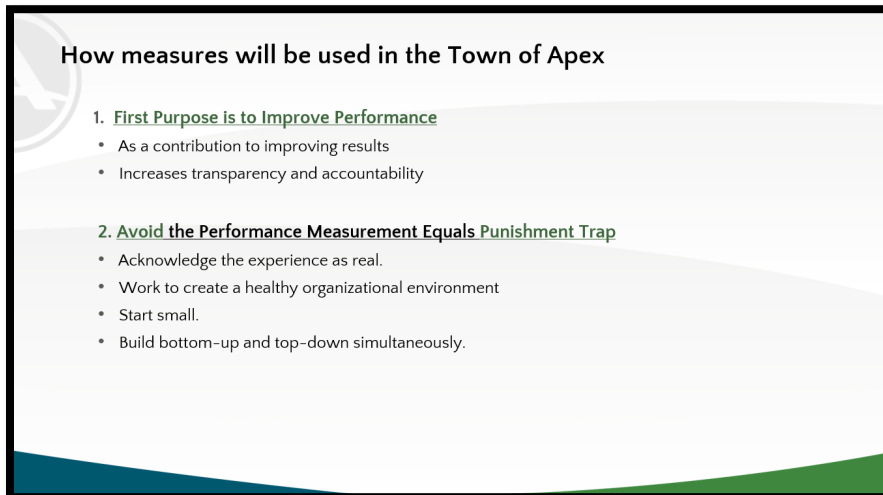 How measures will be used in the Town of Apex
1. First Purpose is to Improve Performance
• As a contribution to improving results
• Increases transparency and accountability
2. Avoid the Performance Measurement Equals Punishment Trap
• Acknowledge the experience as real.
• Work to create a healthy organizational environment
• Start small.
• Build bottom-up and top-down simultaneously.